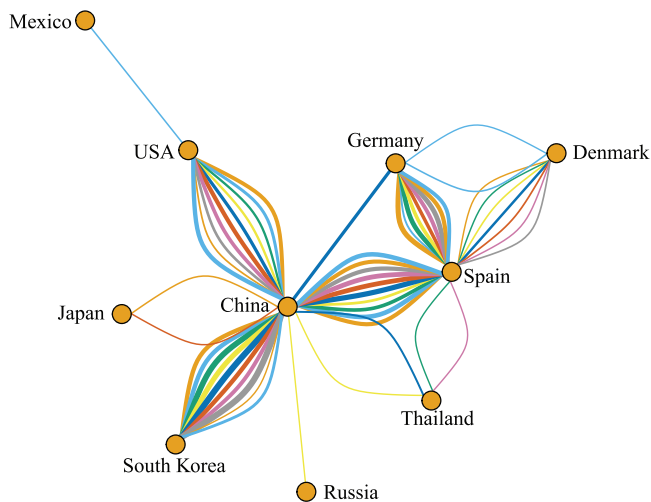 Mexico
USA
Germany
Denmark
Spain
China
Japan
Thailand
South Korea
Russia